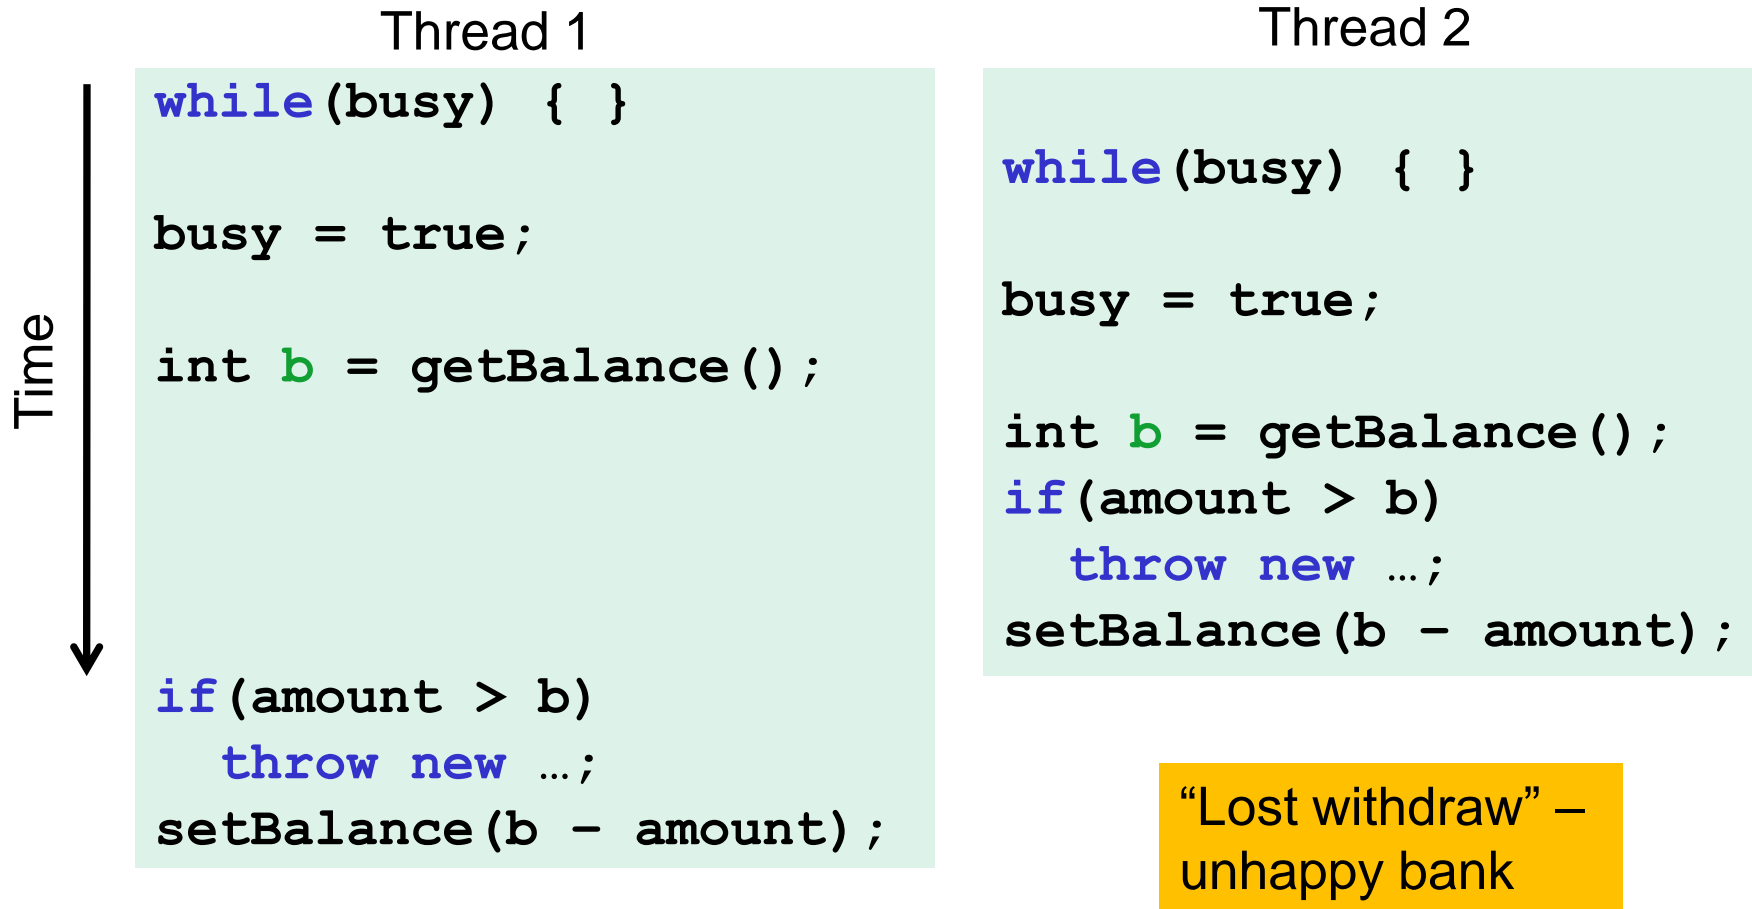 Thread 1
while(busy) { }
busy = true;
int b = getBalance();
if(amount > b)
throw new …;
setBalance(b – amount);
Thread 2
while(busy) { }
busy = true;
int b = getBalance();
if(amount > b)
throw new …;
setBalance(b – amount);
Time
“Lost withdraw” –
unhappy bank